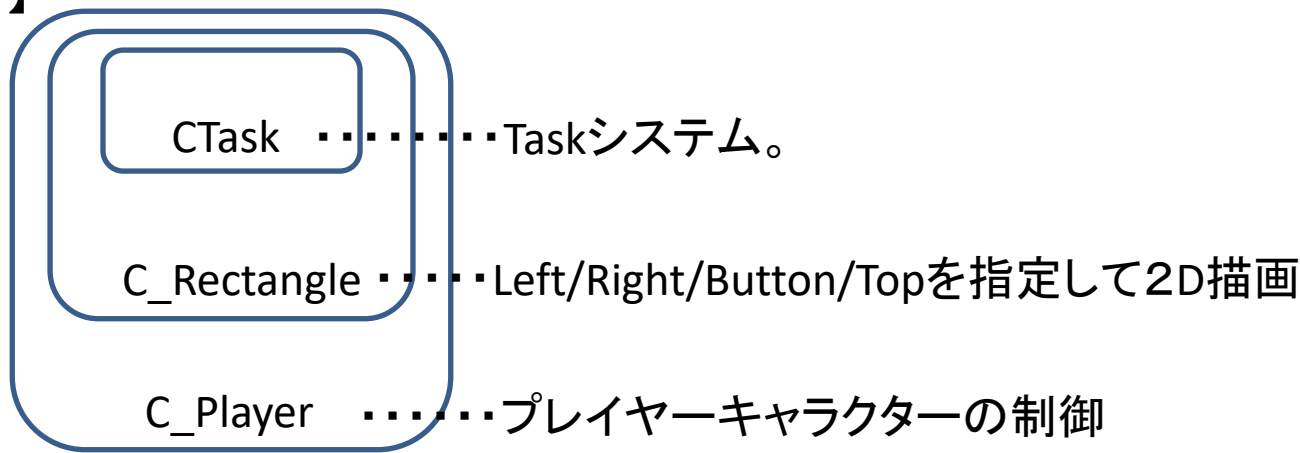 】
CTask ・・・・・・・・Taskシステム。
C_Rectangle ・・・・・Left/Right/Button/Topを指定して２D描画
C_Player ・・・・・・プレイヤーキャラクターの制御